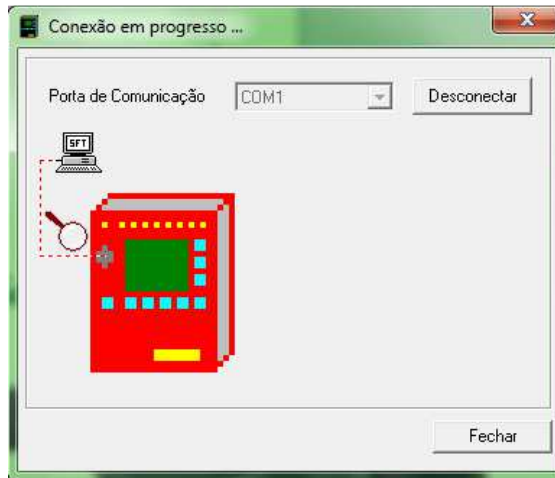 Conexão em progresso ...
Porta de Comunicação COM1 Desconectar
SFT
Fechar